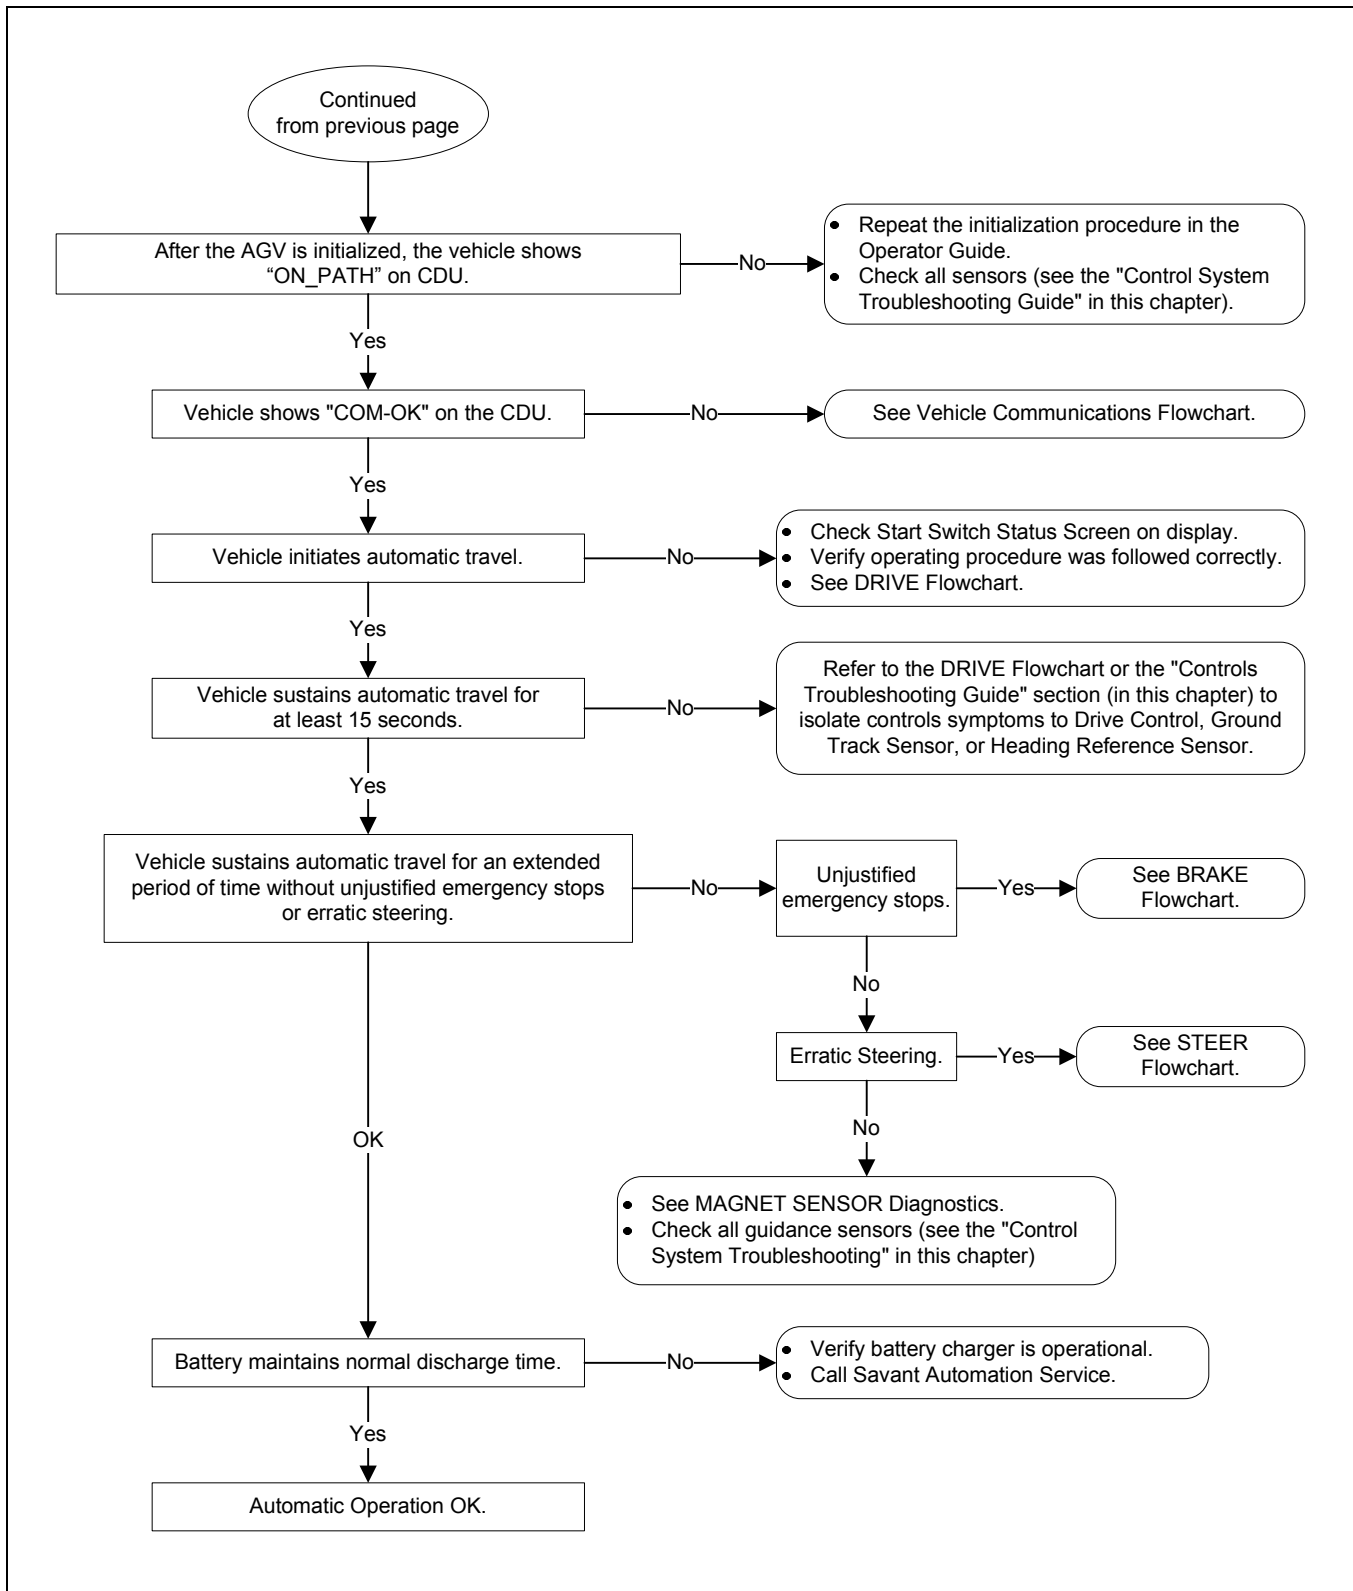 Continued
from previous page
After the AGV is initialized, the vehicle shows
“ON_PATH” on CDU.
No
• Repeat the initialization procedure in the
Operator Guide.
• Check all sensors (see the "Control System
Troubleshooting Guide" in this chapter).
Yes
Vehicle shows "COM-OK" on the CDU.
No
See Vehicle Communications Flowchart.
Yes
Vehicle initiates automatic travel.
No
• Check Start Switch Status Screen on display.
• Verify operating procedure was followed correctly.
• See DRIVE Flowchart.
Yes
Vehicle sustains automatic travel for
at least 15 seconds.
No
Refer to the DRIVE Flowchart or the "Controls
Troubleshooting Guide" section (in this chapter) to
isolate controls symptoms to Drive Control, Ground
Track Sensor, or Heading Reference Sensor.
Yes
Vehicle sustains automatic travel for an extended
period of time without unjustified emergency stops
or erratic steering.
No
Unjustified
emergency stops.
Yes
See BRAKE
Flowchart.
No
Erratic Steering.
Yes
See STEER
Flowchart.
No
• See MAGNET SENSOR Diagnostics.
• Check all guidance sensors (see the "Control
System Troubleshooting" in this chapter)
OK
Battery maintains normal discharge time.
No
• Verify battery charger is operational.
• Call Savant Automation Service.
Yes
Automatic Operation OK.